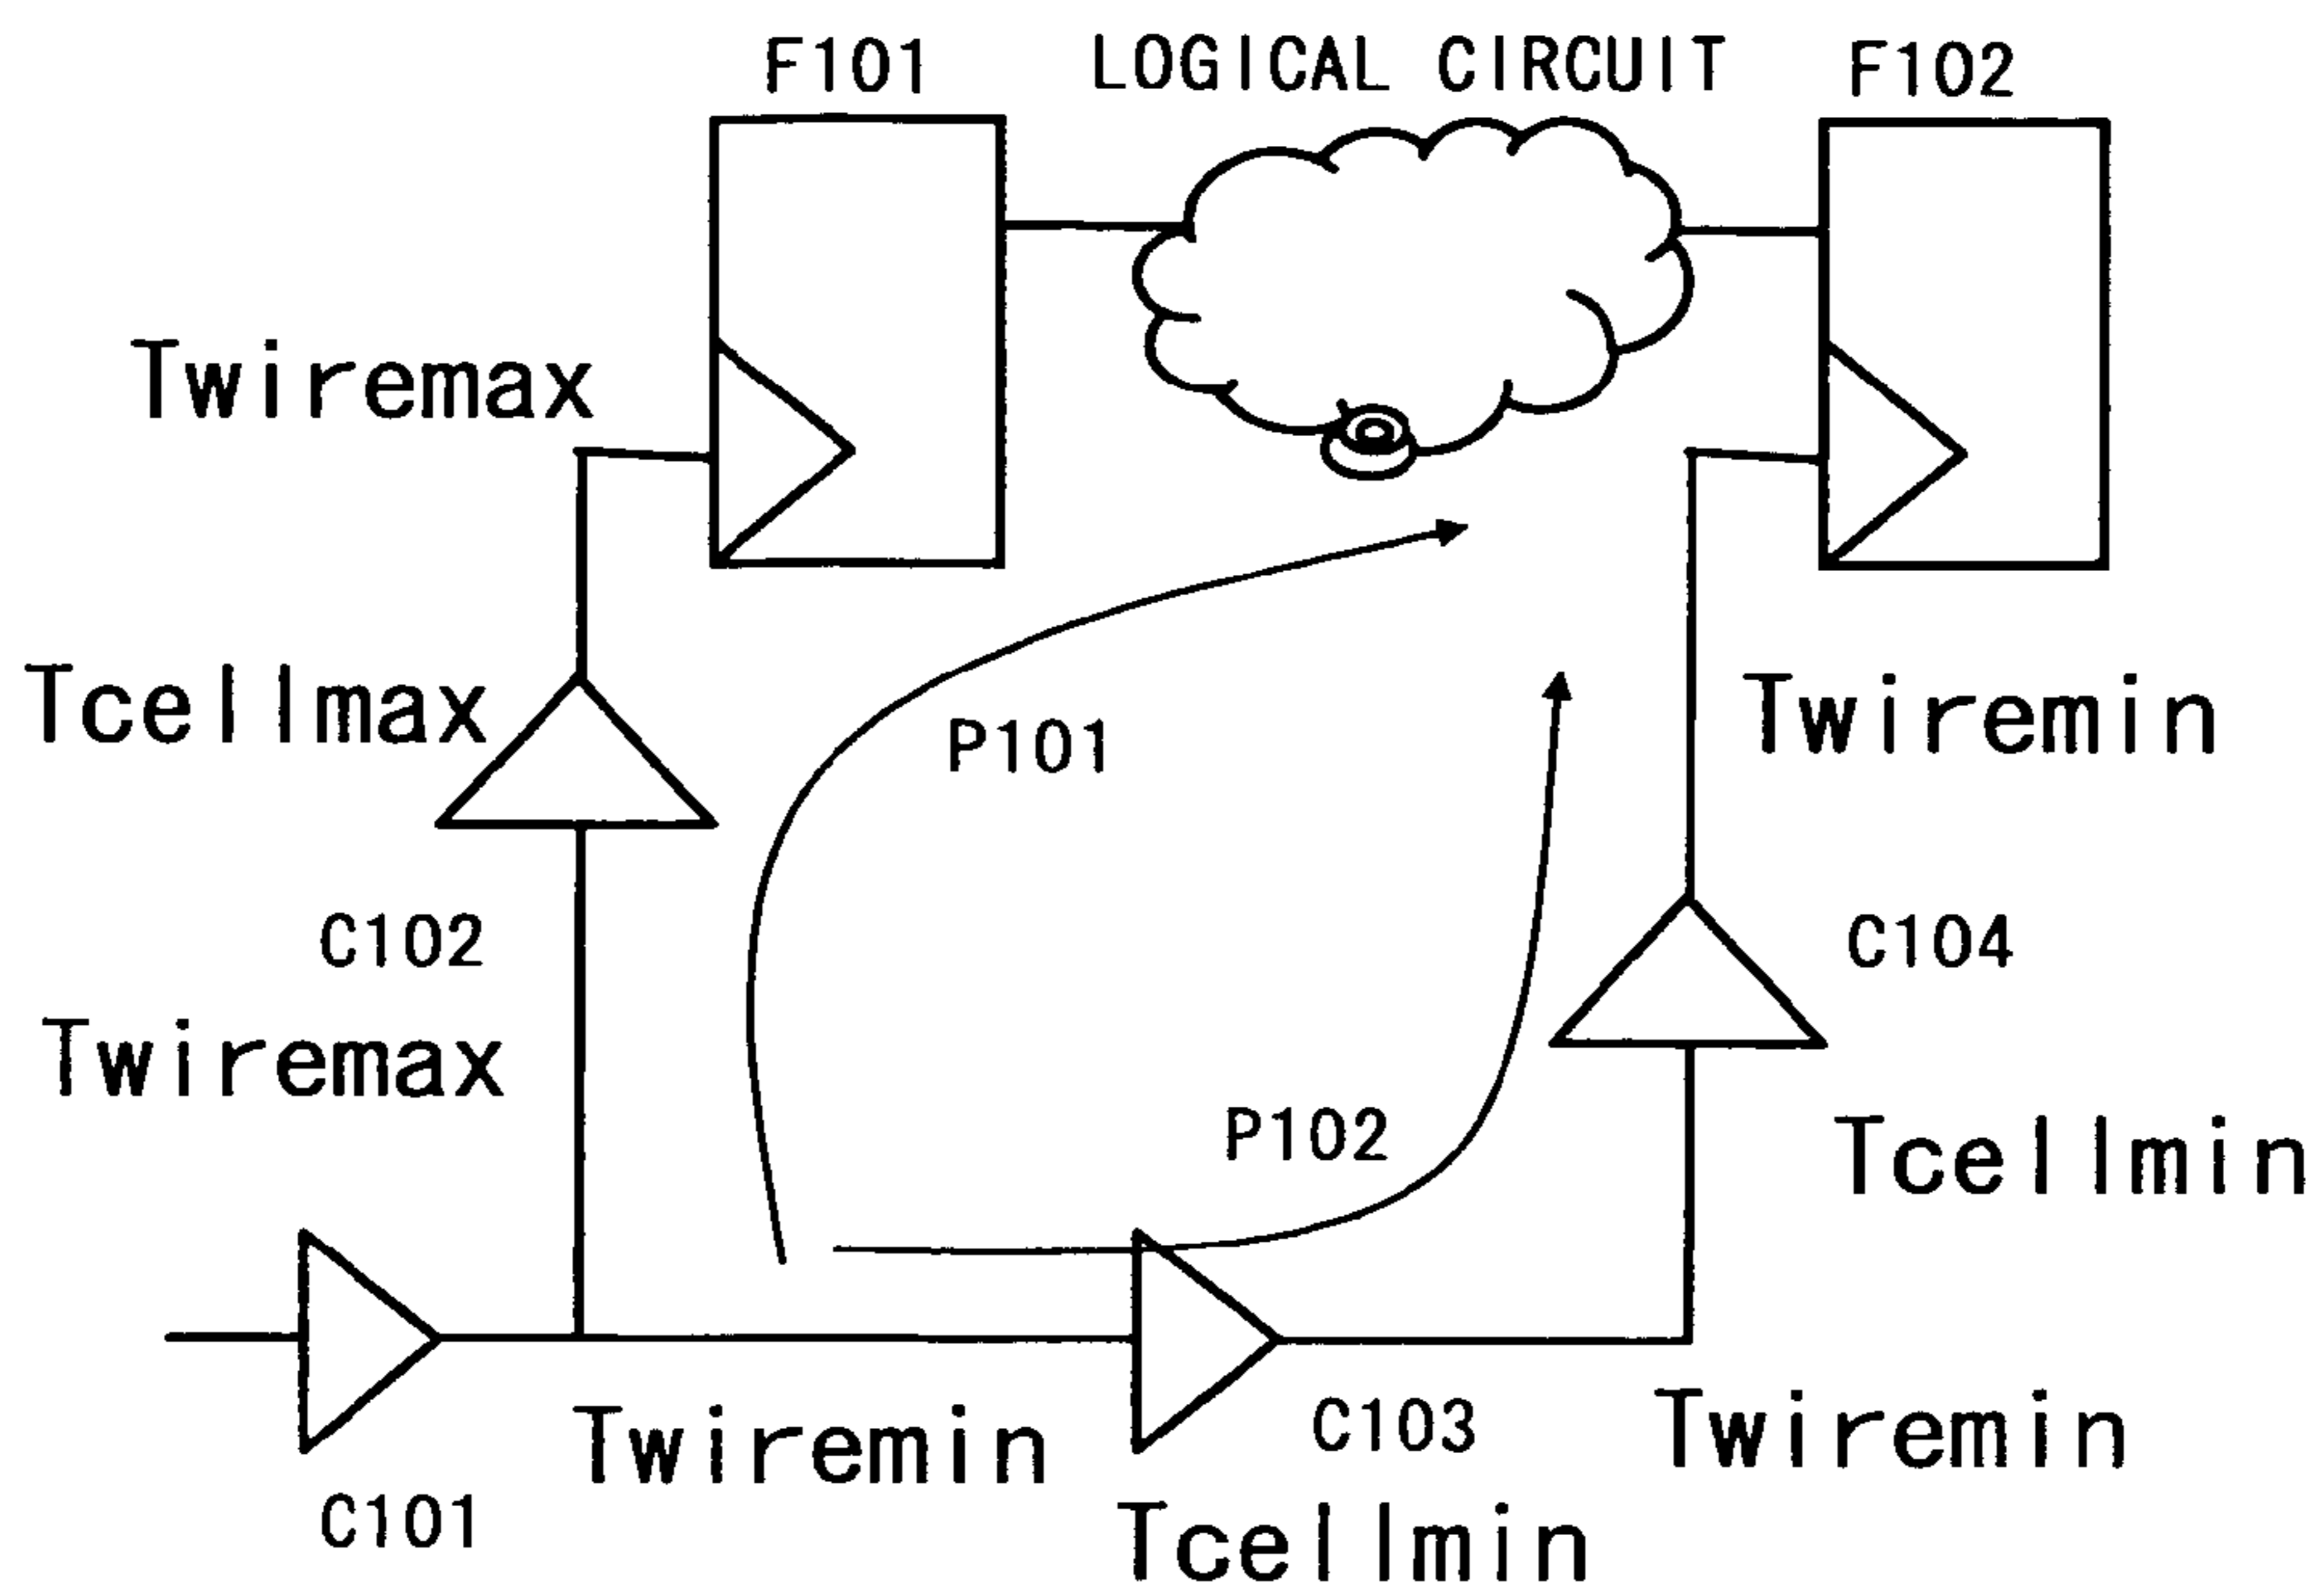 F101
LOGICAL CIRCUIT
F102
Twiremax
Tcellmax
P101
Twiremin
C102
C104
Twiremax
P102
Tcellmin
Twiremin
C103
Twiremin
C101
Tcellmin